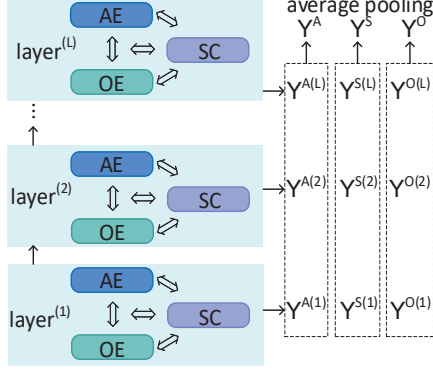 average pooling
Y^A Y^S Y^O
AE
layer^(L)
SC
OE
Y^A(L) Y^S(L) Y^O(L)
⋮
AE
layer^(2)
SC
OE
Y^A(2) Y^S(2) Y^O(2)
AE
layer^(1)
SC
OE
Y^A(1) Y^S(1) Y^O(1)